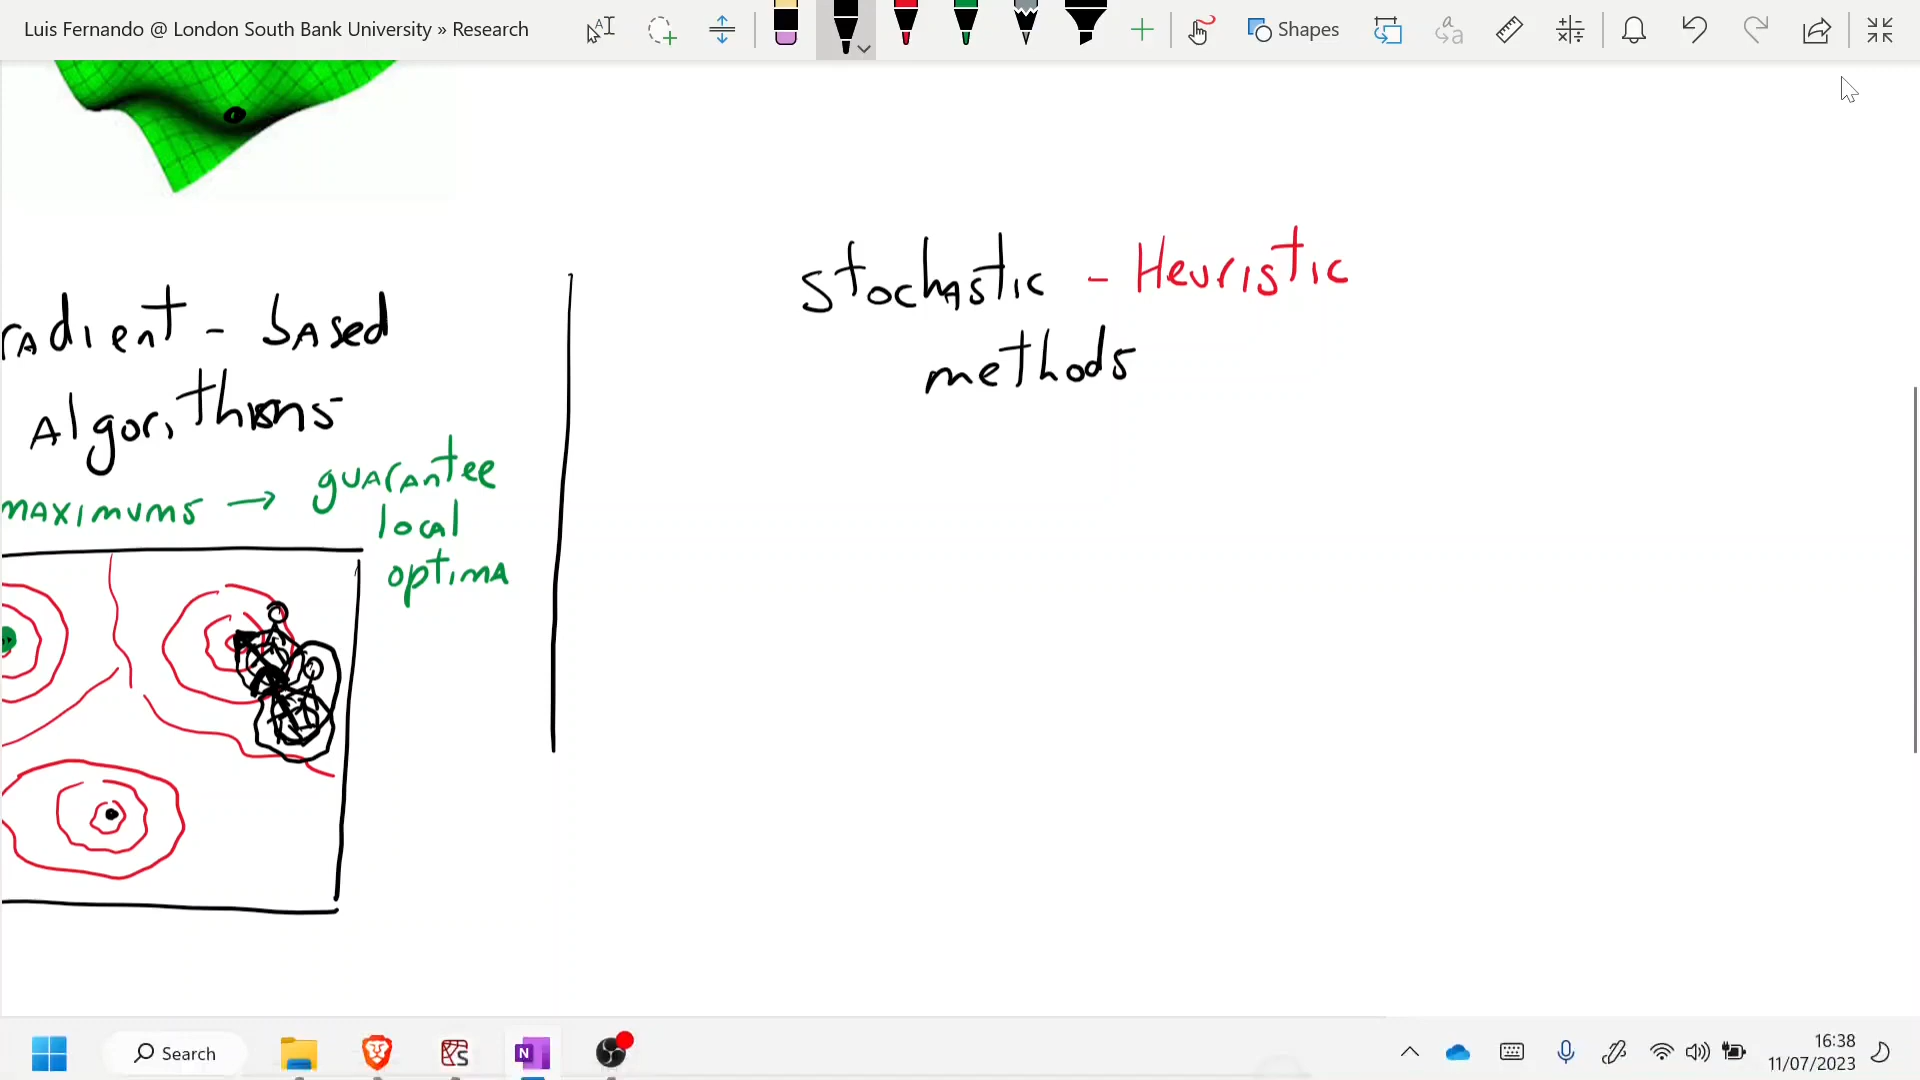 Luis Fernando @ London South Bank University » Research
Shapes
stochastic - Heuristic
methods
radient - based
Algorithms
maximums → guarantee
local
optima
Search
16:38
11/07/2023